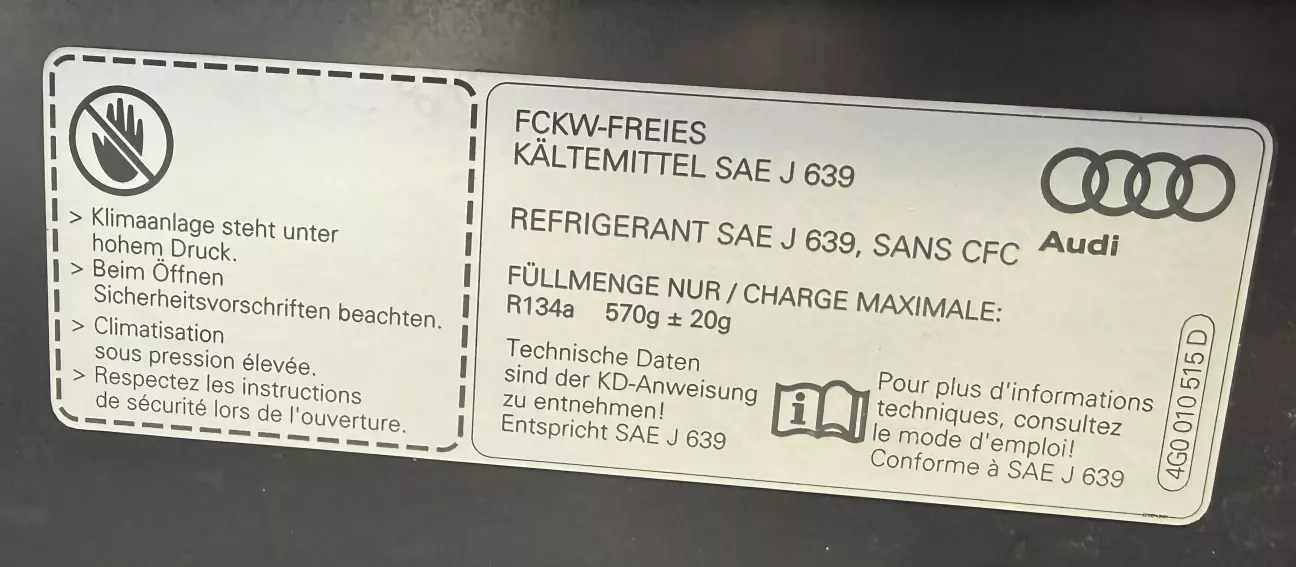 > Klimaanlage steht unter
hohem Druck.
> Beim Öffnen
Sicherheitsvorschriften beachten.
> Climatisation
sous pression élevée.
> Respectez les instructions
de sécurité lors de l'ouverture.
FCKW-FREIES
KÄLTEMITTEL SAE J 639
REFRIGERANT SAE J 639, SANS CFC
Audi
FÜLLMENGE NUR / CHARGE MAXIMALE:
R134a 570g ± 20g
Technische Daten
sind der KD-Anweisung
zu entnehmen!
Entspricht SAE J 639
i
Pour plus d'informations
techniques, consultez
le mode d'emploi!
Conforme à SAE J 639
4G0 010 515 D